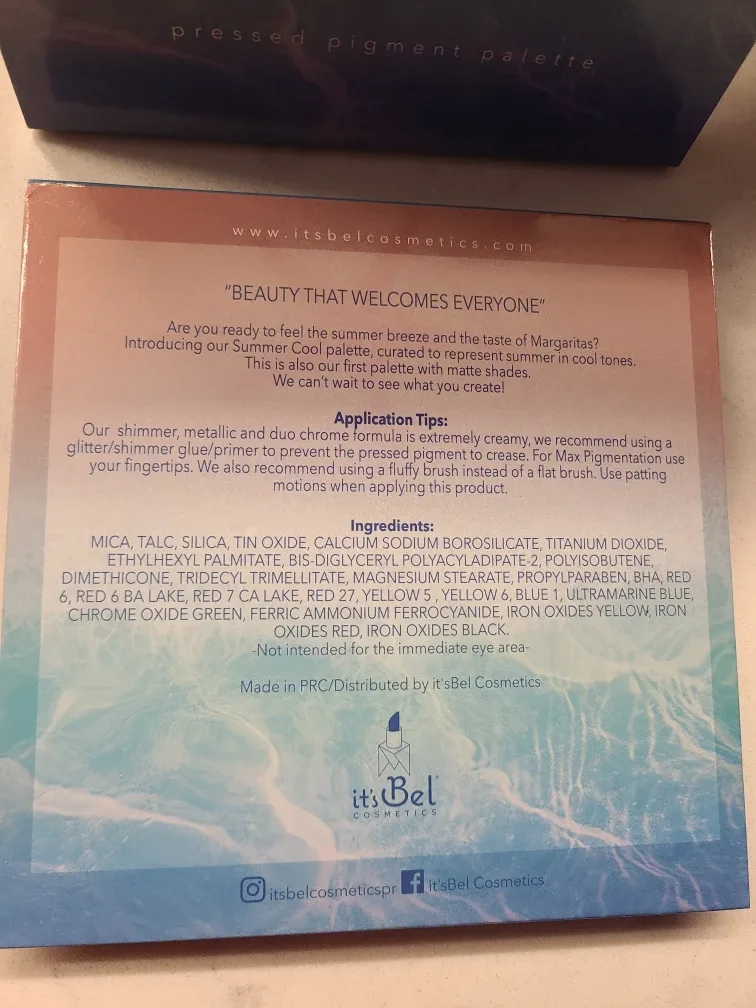 pressed pigment palette
www.itsbelcosmetics.com
"BEAUTY THAT WELCOMES EVERYONE"
Are you ready to feel the summer breeze and the taste of Margaritas?
Introducing our Summer Cool palette, curated to represent summer in cool tones.
This is also our first palette with matte shades.
We can't wait to see what you create!
Application Tips:
Our shimmer, metallic and duo chrome formula is extremely creamy, we recommend using a
glitter/shimmer glue/primer to prevent the pressed pigment to crease. For Max Pigmentation use
your fingertips. We also recommend using a fluffy brush instead of a flat brush. Use patting
motions when applying this product.
Ingredients:
MICA, TALC, SILICA, TIN OXIDE, CALCIUM SODIUM BOROSILICATE, TITANIUM DIOXIDE,
ETHYLHEXYL PALMITATE, BIS-DIGLYCERYL POLYACYLADIPATE-2, POLYISOBUTENE,
DIMETHICONE, TRIDECYL TRIMELLITATE, MAGNESIUM STEARATE, PROPYLPARABEN, BHA, RED
6, RED 6 BA LAKE, RED 7 CA LAKE, RED 27, YELLOW 5 , YELLOW 6, BLUE 1, ULTRAMARINE BLUE,
CHROME OXIDE GREEN, FERRIC AMMONIUM FERROCYANIDE, IRON OXIDES YELLOW, IRON
OXIDES RED, IRON OXIDES BLACK.
-Not intended for the immediate eye area-
Made in PRC/Distributed by it'sBel Cosmetics
it's Bel®
COSMETICS
itsbelcosmeticspr it'sBel Cosmetics